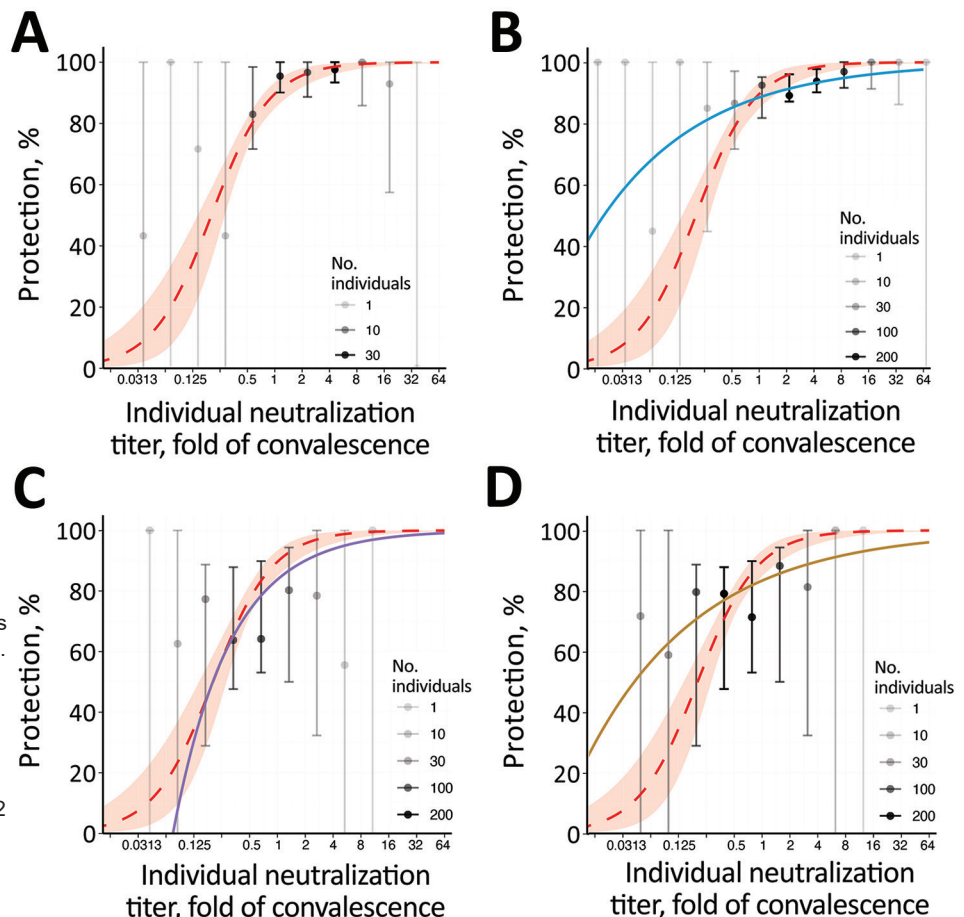 A
B
100
80
60
40
20
0
Protection, %
No.
individuals
1
10
30
0.0313 0.125 0.5 1 2 4 8 16 32 64
Individual neutralization
titer, fold of convalescence
100
80
60
40
20
0
Protection, %
No.
individuals
1
10
30
100
200
0.0313 0.125 0.5 1 2 4 8 16 32 64
Individual neutralization
titer, fold of convalescence
C
D
100
80
60
40
20
0
Protection, %
No.
individuals
1
10
30
100
200
0.0313 0.125 0.5 1 2 4 8 16 32 64
Individual neutralization
titer, fold of convalescence
100
80
60
40
20
0
Protection, %
No.
individuals
1
10
30
100
200
0.0313 0.125 0.5 1 2 4 8 16 32 64
Individual neutralization
titer, fold of convalescence
s
.
2